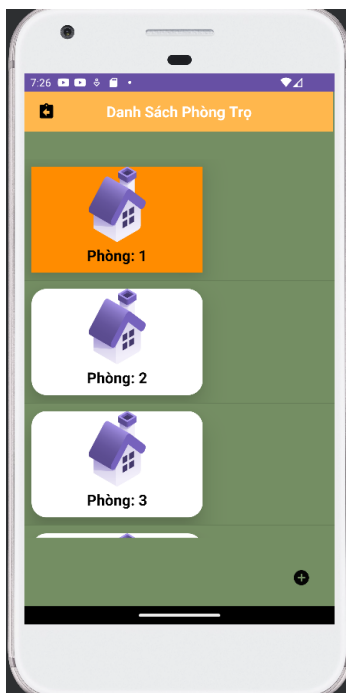 7:26
Danh Sách Phòng Trọ
Phòng: 1
Phòng: 2
Phòng: 3